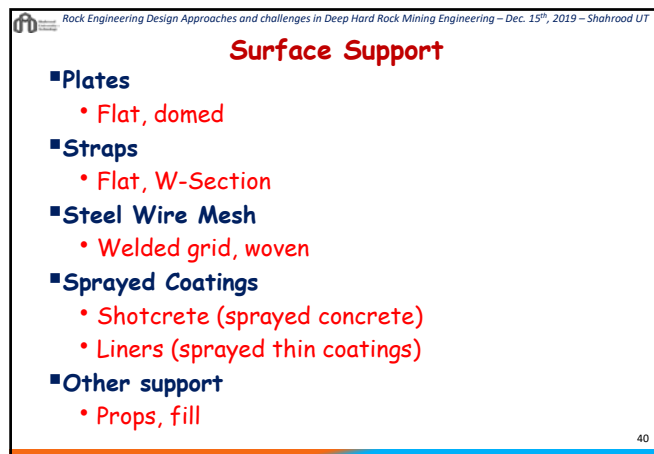 Rock Engineering Design Approaches and challenges in Deep Hard Rock Mining Engineering – Dec. 15th, 2019 – Shahrood UT
Surface Support
▪Plates
• Flat, domed
▪Straps
• Flat, W-Section
▪Steel Wire Mesh
• Welded grid, woven
▪Sprayed Coatings
• Shotcrete (sprayed concrete)
• Liners (sprayed thin coatings)
▪Other support
• Props, fill
40